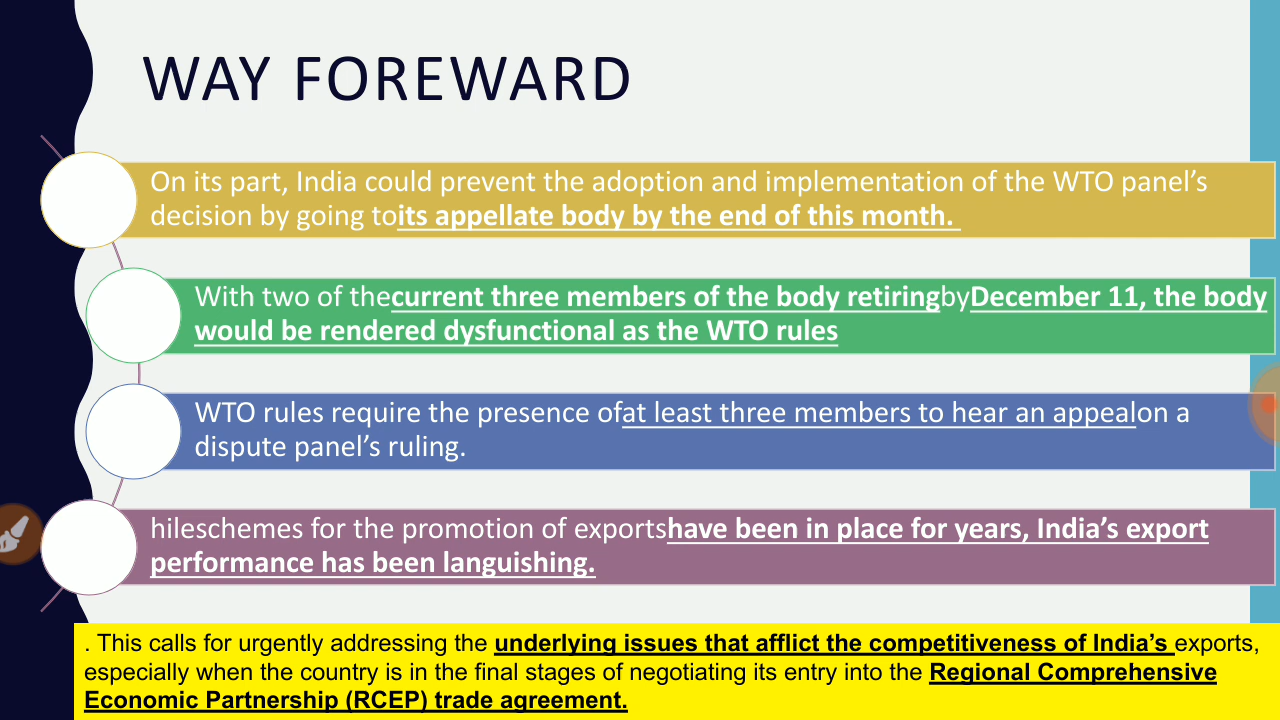 WAY FOREWARD
On its part, India could prevent the adoption and implementation of the WTO panel’s
decision by going toits appellate body by the end of this month.
With two of thecurrent three members of the body retiringbyDecember 11, the body
would be rendered dysfunctional as the WTO rules
WTO rules require the presence ofat least three members to hear an appealon a
dispute panel’s ruling.
hileschemes for the promotion of exportshave been in place for years, India’s export
performance has been languishing.
. This calls for urgently addressing the underlying issues that afflict the competitiveness of India’s exports,
especially when the country is in the final stages of negotiating its entry into the Regional Comprehensive
Economic Partnership (RCEP) trade agreement.